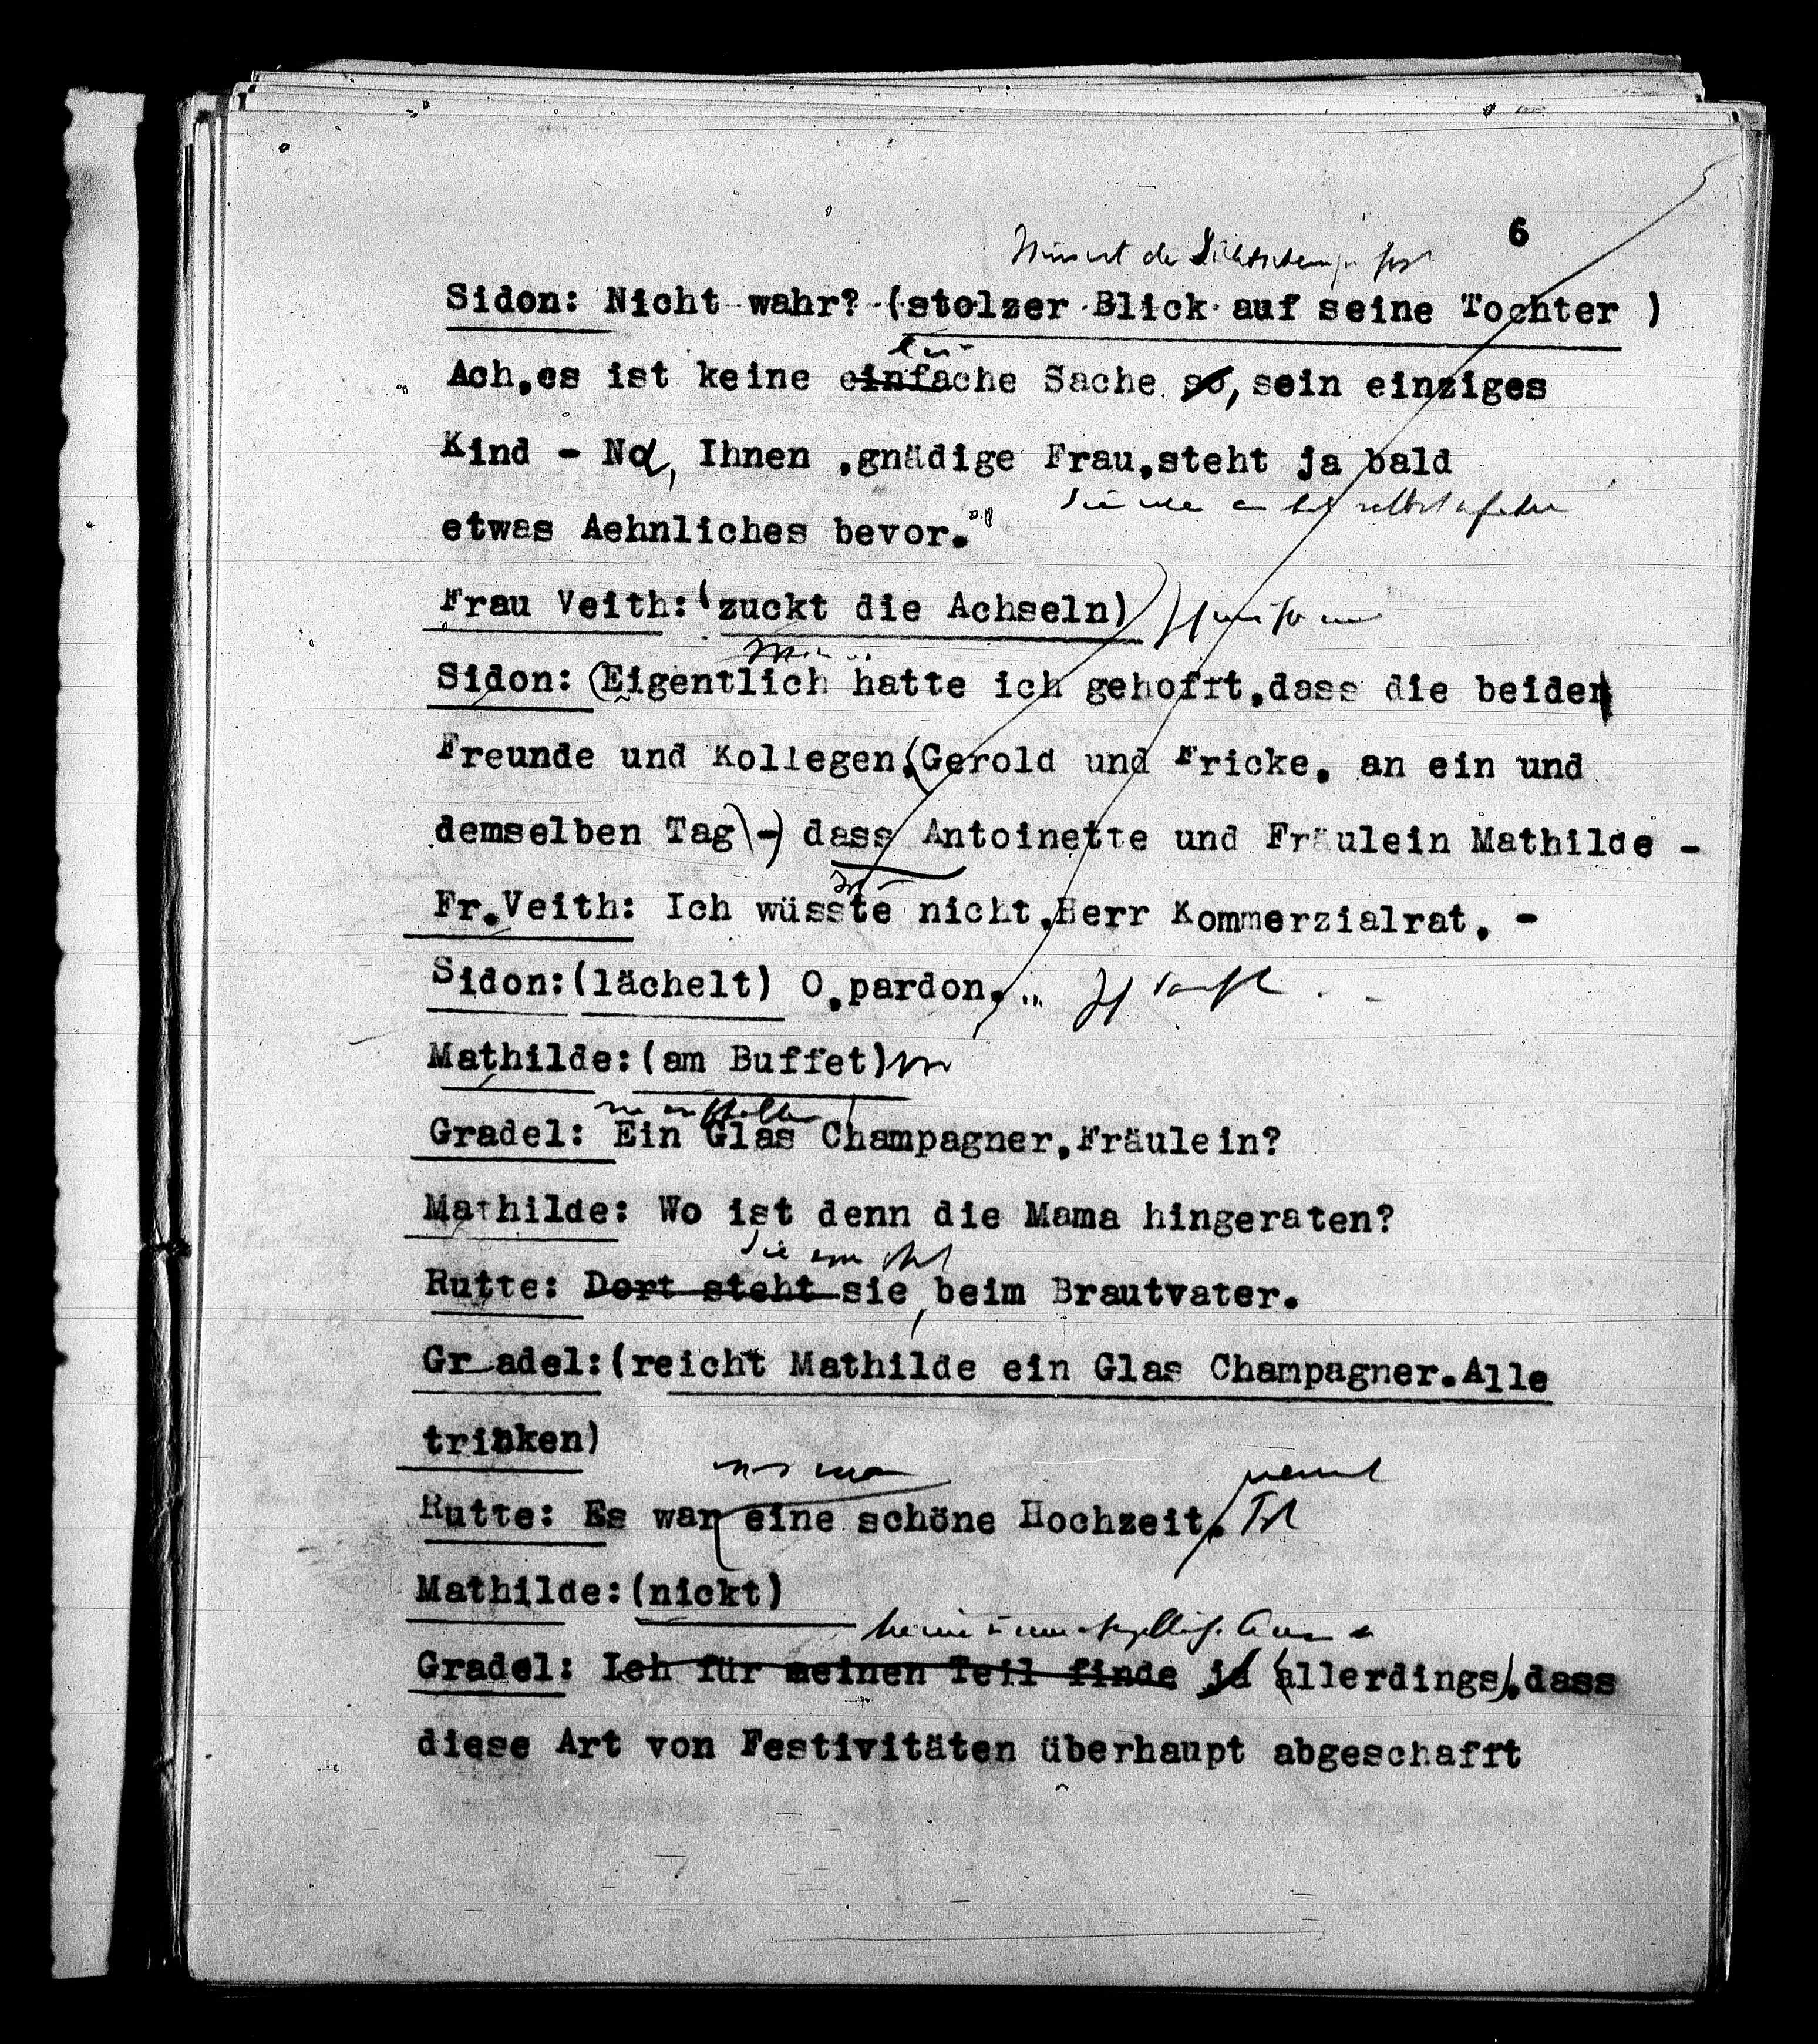 6
Sidon: Nicht wahr? (stolzer Blick auf seine Tochter )
Ach,es ist keine einfache Sache so, sein einziges
Kind - Na, Ihnen ,gnädige Frau,steht ja bald
etwas Aehnliches bevor.
Frau Veith:(zuckt die Achseln)
Sidon: (Eigentlich hatte ich gehofft,dass die beiden
Freunde und Kollegen,(Gerold und Fricke, an ein und
demselben Tag -) dass Antoinette und Fräulein Mathilde -
Fr.Veith: Ich wüsste nicht,Herr Kommerzialrat. -
Sidon:(lächelt) O,pardon,
Mathilde:(am Buffet)
Gradel: Ein Glas Champagner,Fräulein?
Mathilde: Wo ist denn die Mama hingeraten?
Rutte: Dort steht sie, beim Brautvater.
Gradel:(reicht Mathilde ein Glas Champagner.Alle
trinken)
Rutte: Es war eine schöne Hochzeit.
Mathilde:(nickt)
Gradel: Ich für meinen Teil finde ja (allerdings),dass
diese Art von Festivitäten überhaupt abgeschafft